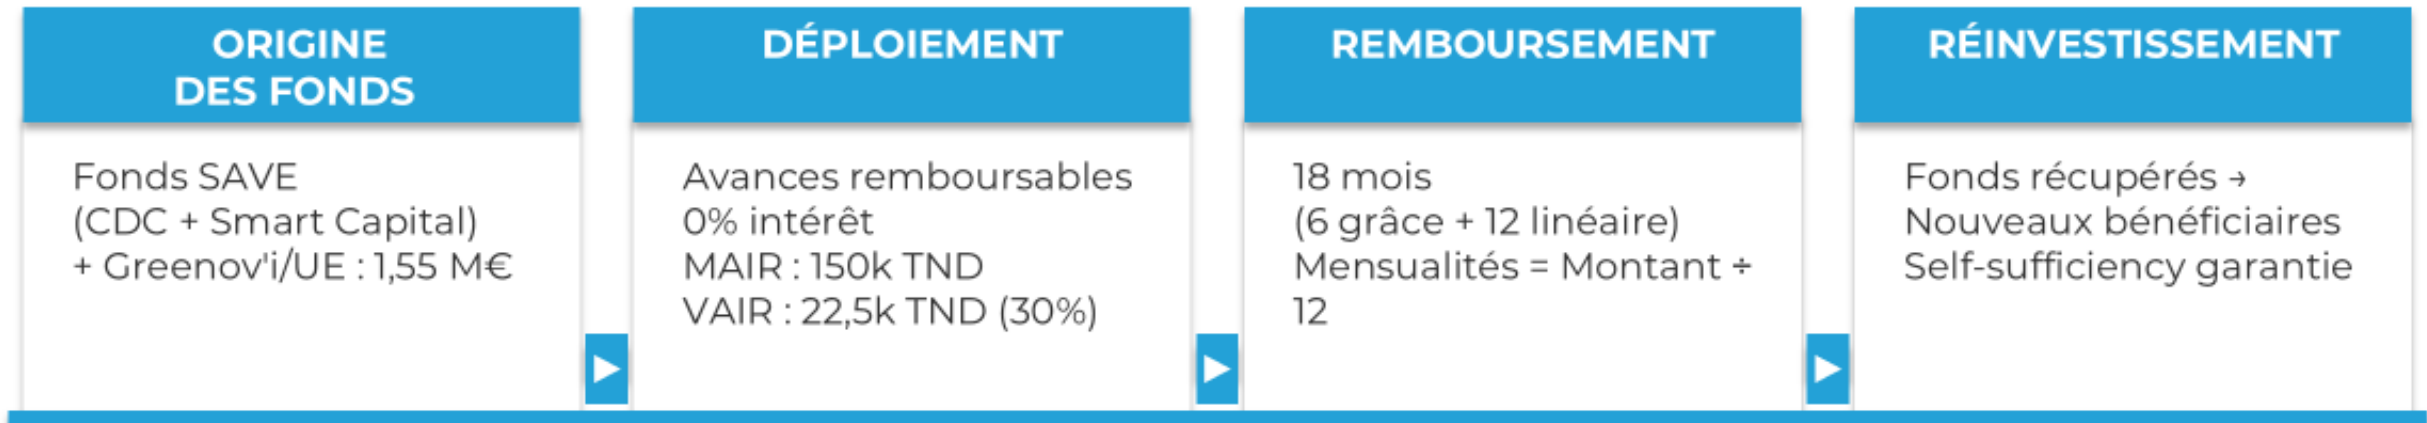 ORIGINE
DES FONDS
Fonds SAVE
(CDC + Smart Capital)
+ Greenov'i/UE : 1,55 M€
DÉPLOIEMENT
Avances remboursables
0% intérêt
MAIR : 150k TND
VAIR : 22,5k TND (30%)
REMBOURSEMENT
18 mois
(6 grâce + 12 linéaire)
Mensualités = Montant ÷
12
RÉINVESTISSEMENT
Fonds récupérés →
Nouveaux bénéficiaires
Self-sufficiency garantie